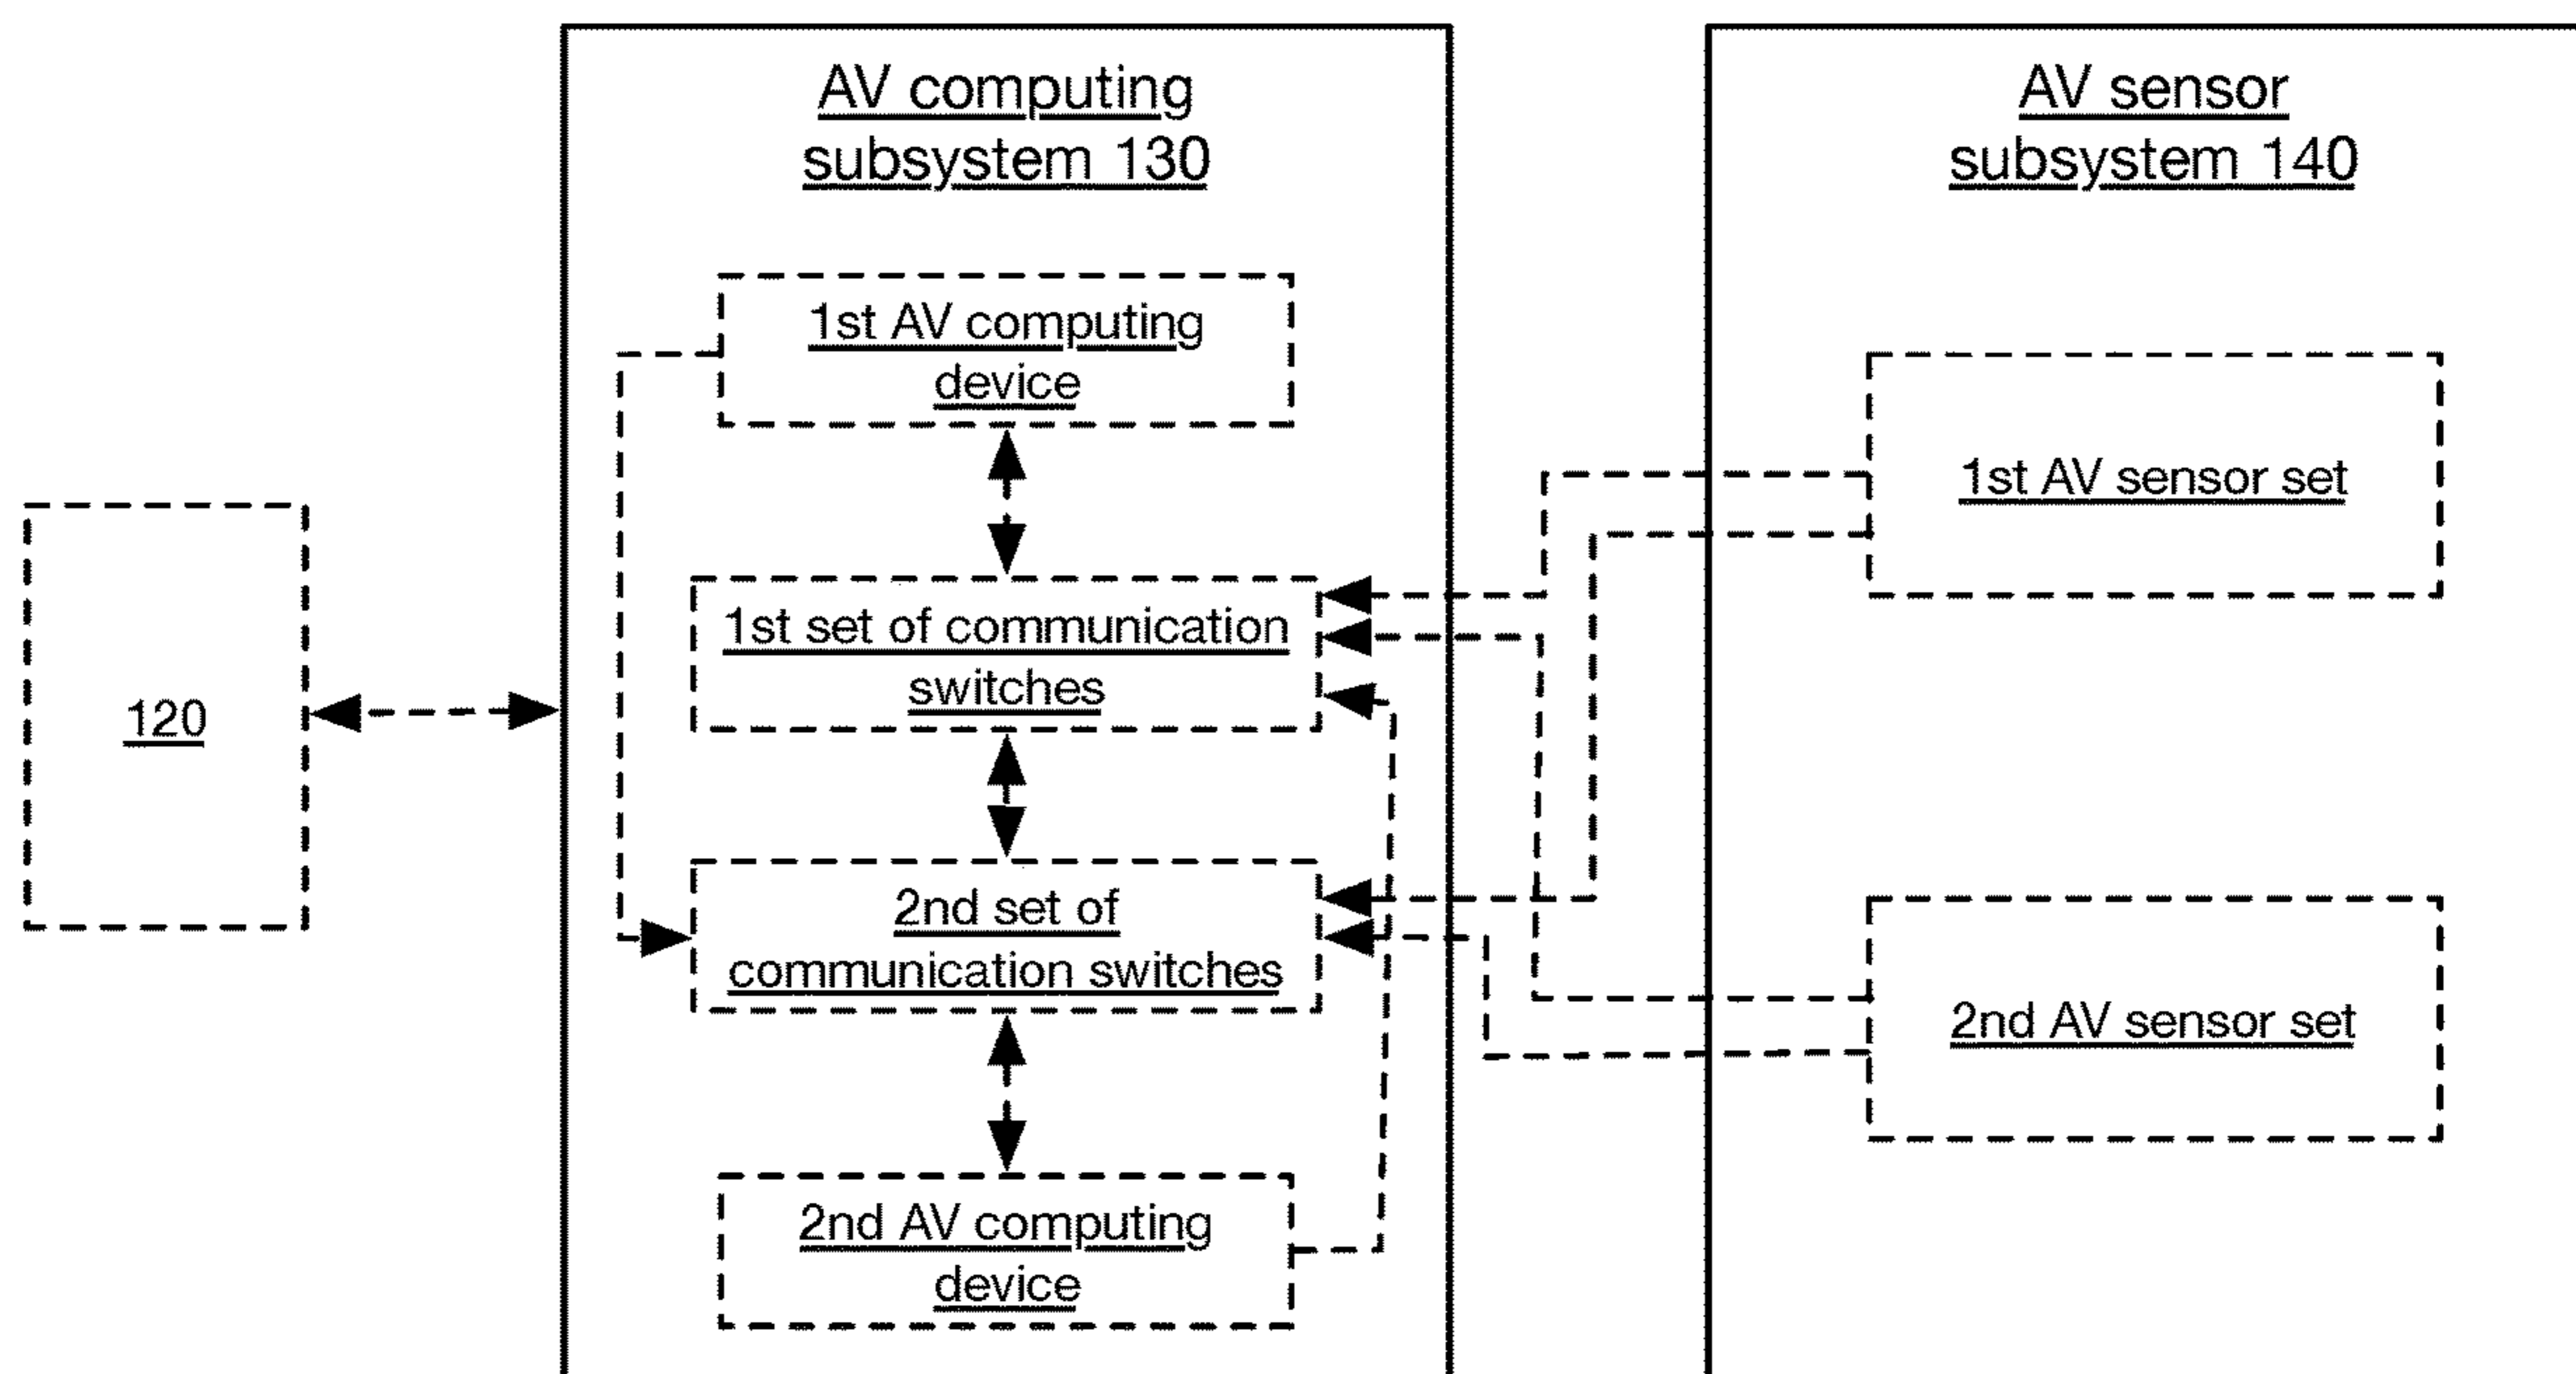 AV computing
subsystem 130
AV sensor
subsystem 140
1st AV computing
device
1st AV sensor set
1st set of communication
switches
120
2nd set of
communication switches
2nd AV sensor set
2nd AV computing
device